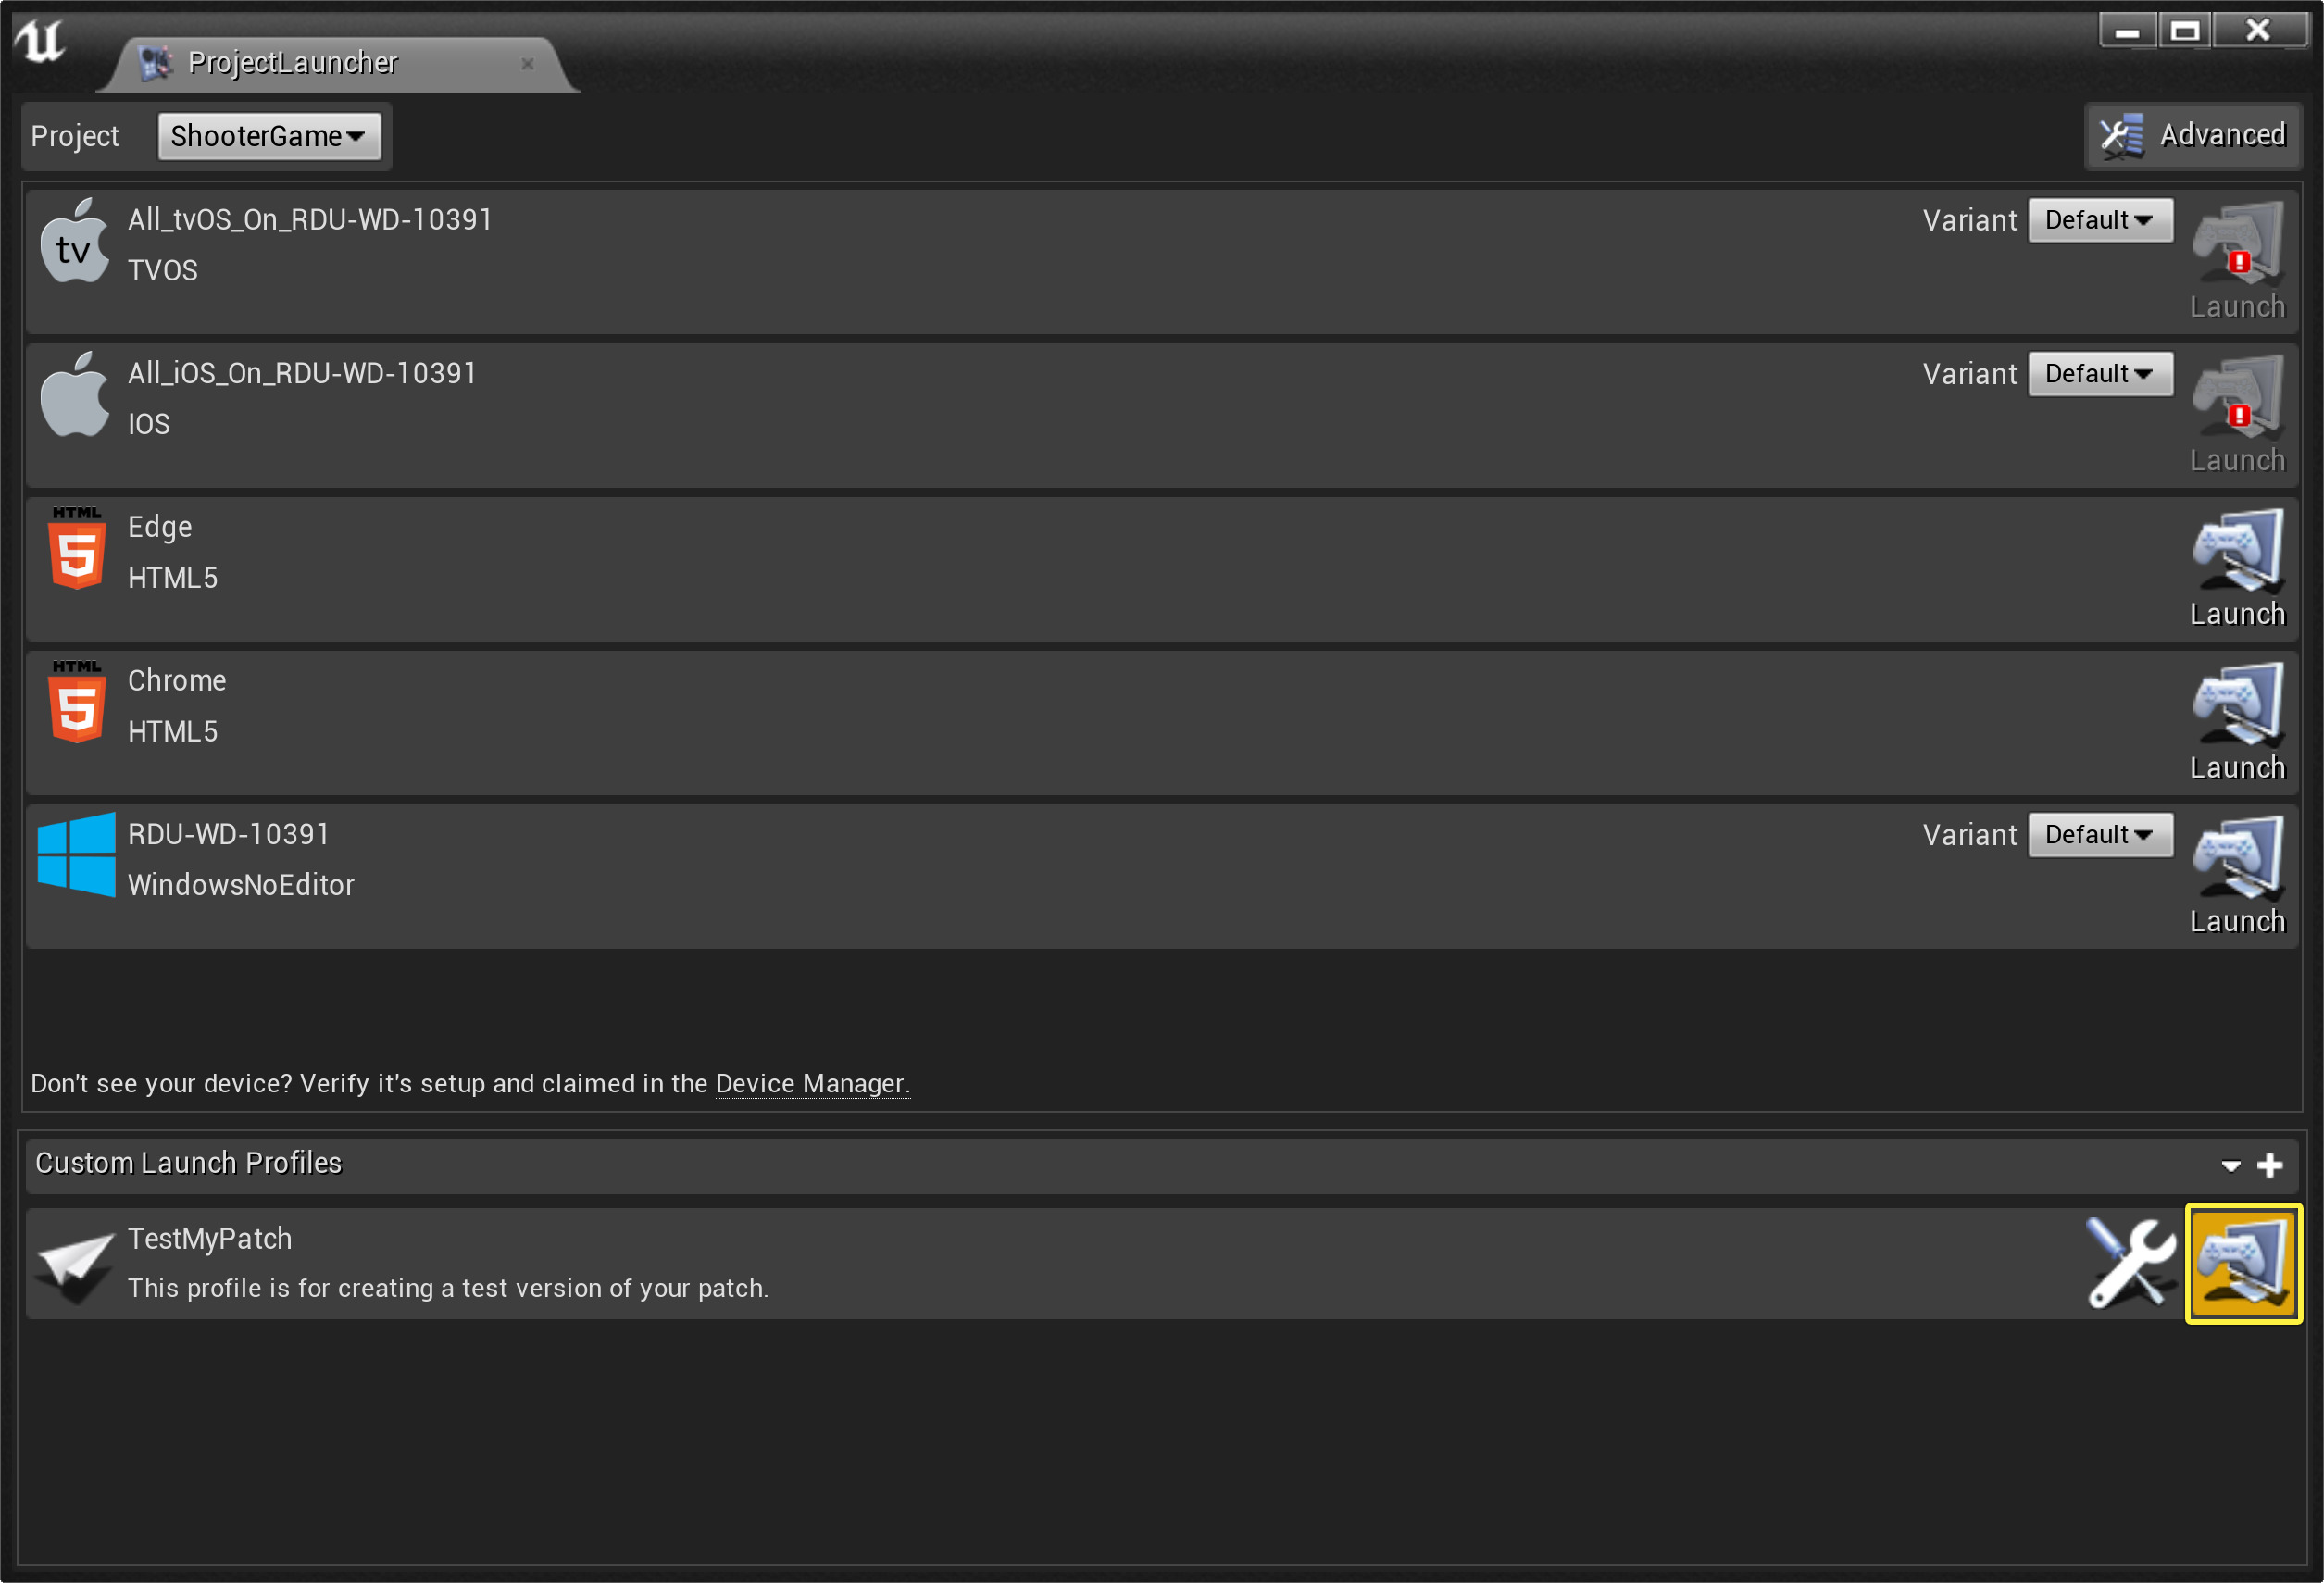 ProjectLauncher
Project ShooterGame Advanced
tv All_tvOS_On_RDU-WD-10391 Variant Default
TVOS
Launch
All_iOS_On_RDU-WD-10391 Variant Default
IOS
Launch
HTML
5 Edge
HTML5
Launch
HTML
5 Chrome
HTML5
Launch
RDU-WD-10391 Variant Default
WindowsNoEditor
Launch
Don't see your device? Verify it's setup and claimed in the Device Manager.
Custom Launch Profiles
TestMyPatch
This profile is for creating a test version of your patch.